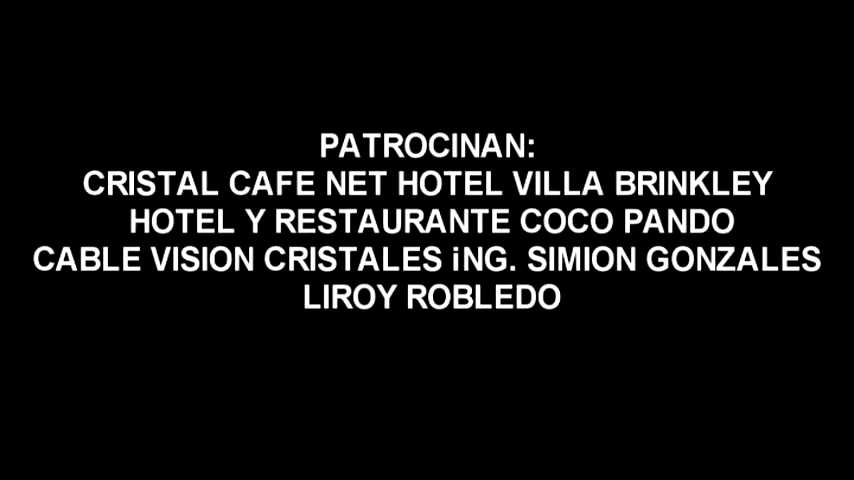 PATROCINAN:
CRISTAL CAFE NET HOTEL VILLA BRINKLEY
HOTEL Y RESTAURANTE COCO PANDO
CABLE VISION CRISTALES iNG. SIMION GONZALES
LIROY ROBLEDO